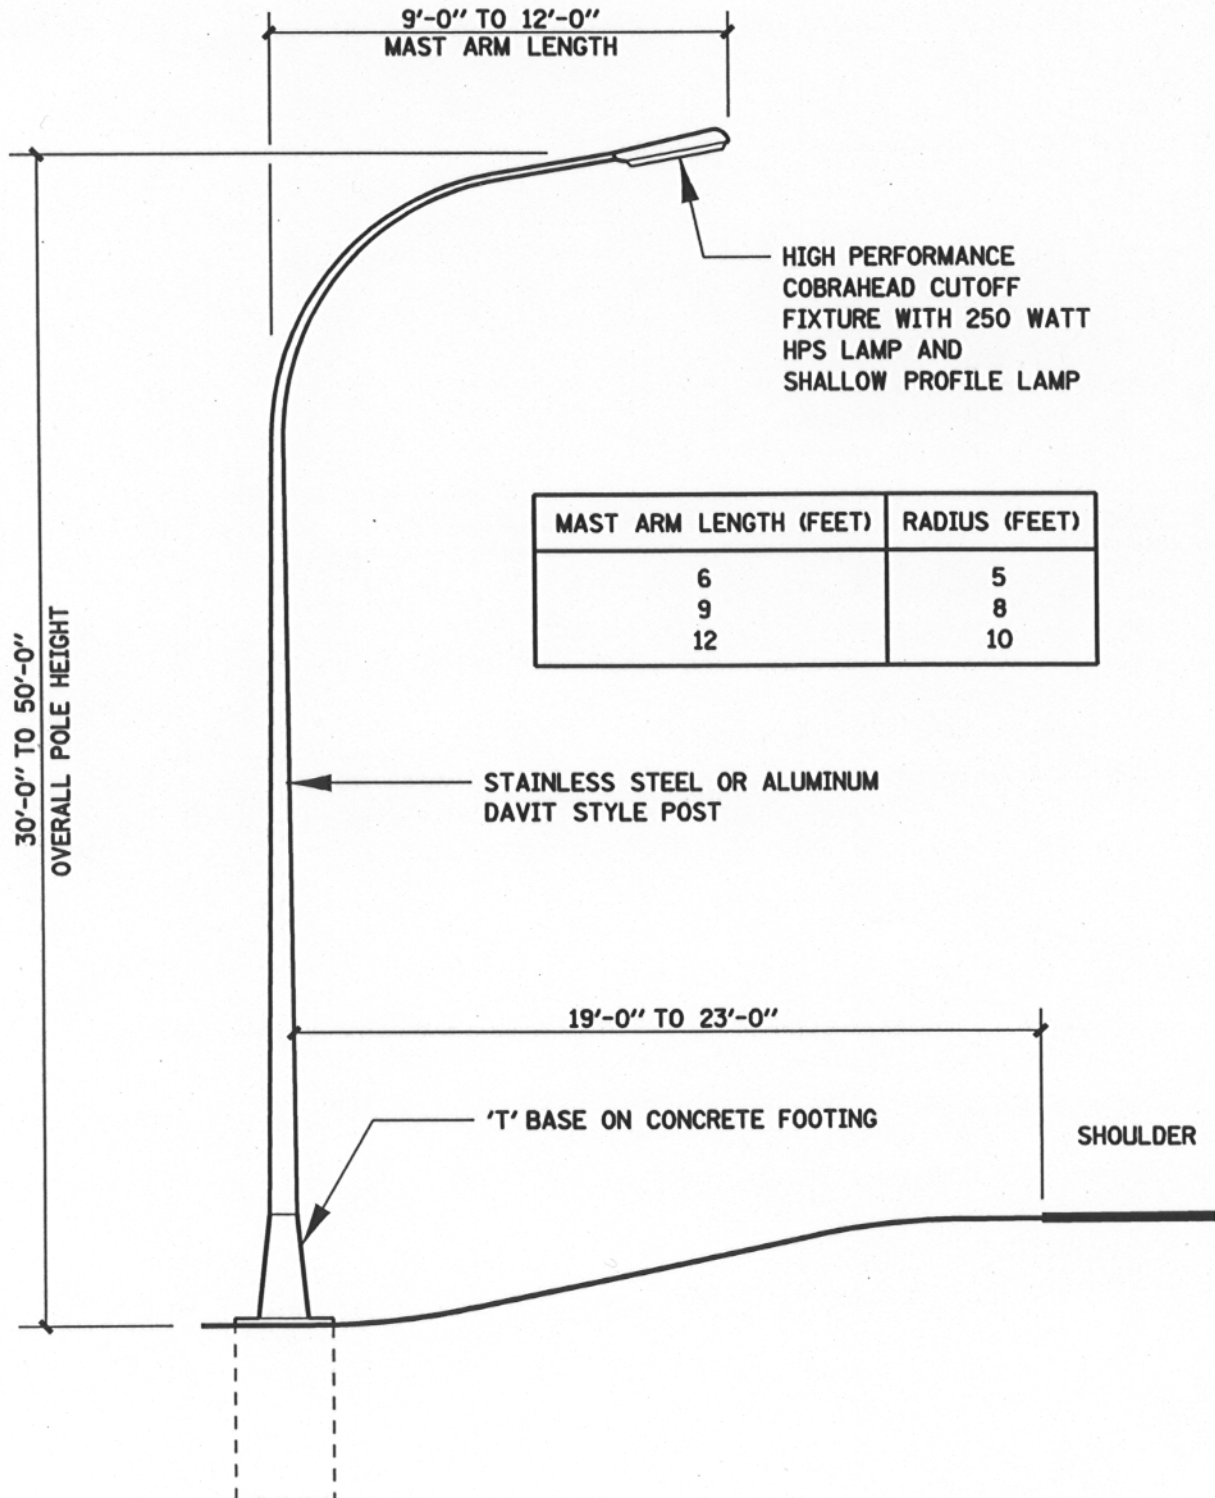 9'-0" TO 12'-0"
MAST ARM LENGTH
HIGH PERFORMANCE
COBRAHEAD CUTOFF
FIXTURE WITH 250 WATT
HPS LAMP AND
SHALLOW PROFILE LAMP
MAST ARM LENGTH (FEET) RADIUS (FEET)
6 5
9 8
12 10
30'-0" TO 50'-0"
OVERALL POLE HEIGHT
STAINLESS STEEL OR ALUMINUM
DAVIT STYLE POST
19'-0" TO 23'-0"
'T' BASE ON CONCRETE FOOTING
SHOULDER